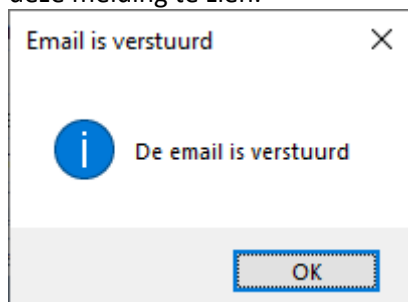 deze melding te zien:
Email is verstuurd
De email is verstuurd
OK